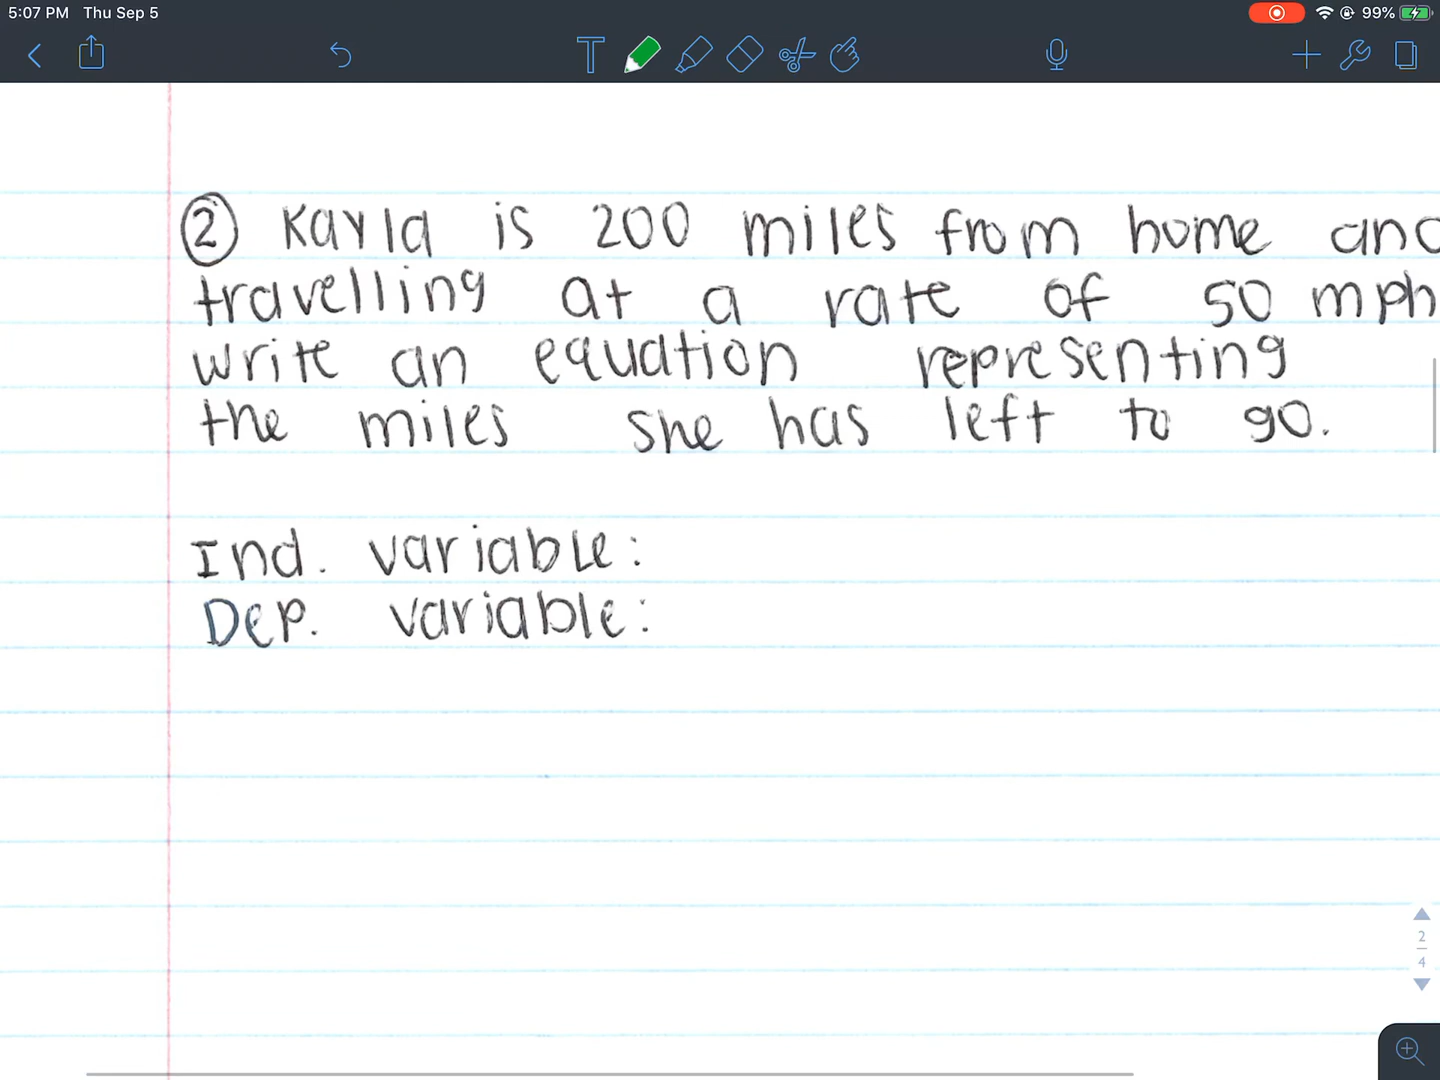 5:07 PM Thu Sep 5 99%
T
② Kayla is 200 miles from home and
travelling at a rate of 50 mph
write an equation representing
the miles she has left to go.
Ind. variable:
Dep. variable:
2
4